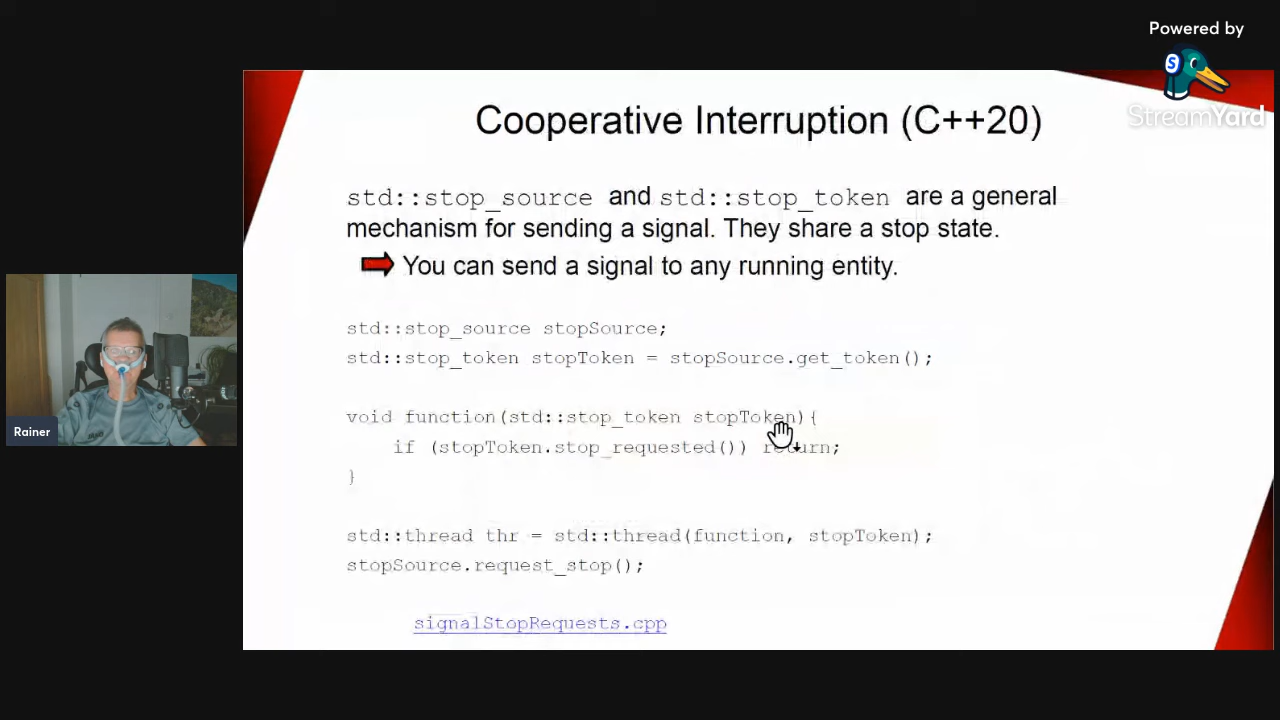 Powered by
S
StreamYard
Cooperative Interruption (C++20)
std::stop_source and std::stop_token are a general
mechanism for sending a signal. They share a stop state.
You can send a signal to any running entity.
std::stop_source stopSource;
std::stop_token stopToken = stopSource.get_token();
void function(std::stop_token stopToken){
if (stopToken.stop_requested()) return;
}
std::thread thr = std::thread(function, stopToken);
stopSource.request_stop();
signalStopRequests.cpp
Rainer